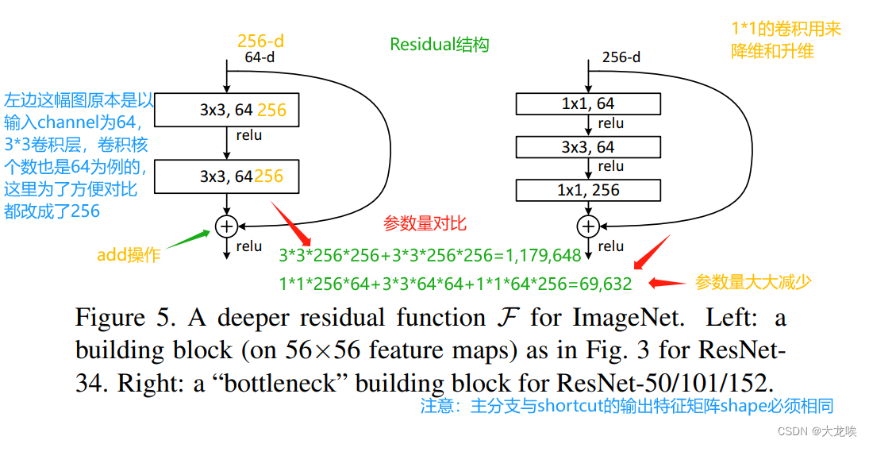 256-d
64-d
Residual结构
256-d
1*1的卷积用来
降维和升维
左边这幅图原本是以
输入channel为64，
3*3卷积层，卷积核
个数也是64为例的，
这里为了方便对比
都改成了256
3x3, 64 256
relu
3x3, 64256
add操作
relu
1x1, 64
relu
3x3, 64
relu
1x1, 256
relu
参数量对比
3*3*256*256+3*3*256*256=1,179,648
1*1*256*64+3*3*64*64+1*1*64*256=69,632
参数量大大减少
Figure 5. A deeper residual function F for ImageNet. Left: a
building block (on 56×56 feature maps) as in Fig. 3 for ResNet-
34. Right: a “bottleneck” building block for ResNet-50/101/152.
注意：主分支与shortcut的输出特征矩阵shape必须相同
CSDN @大龙唉